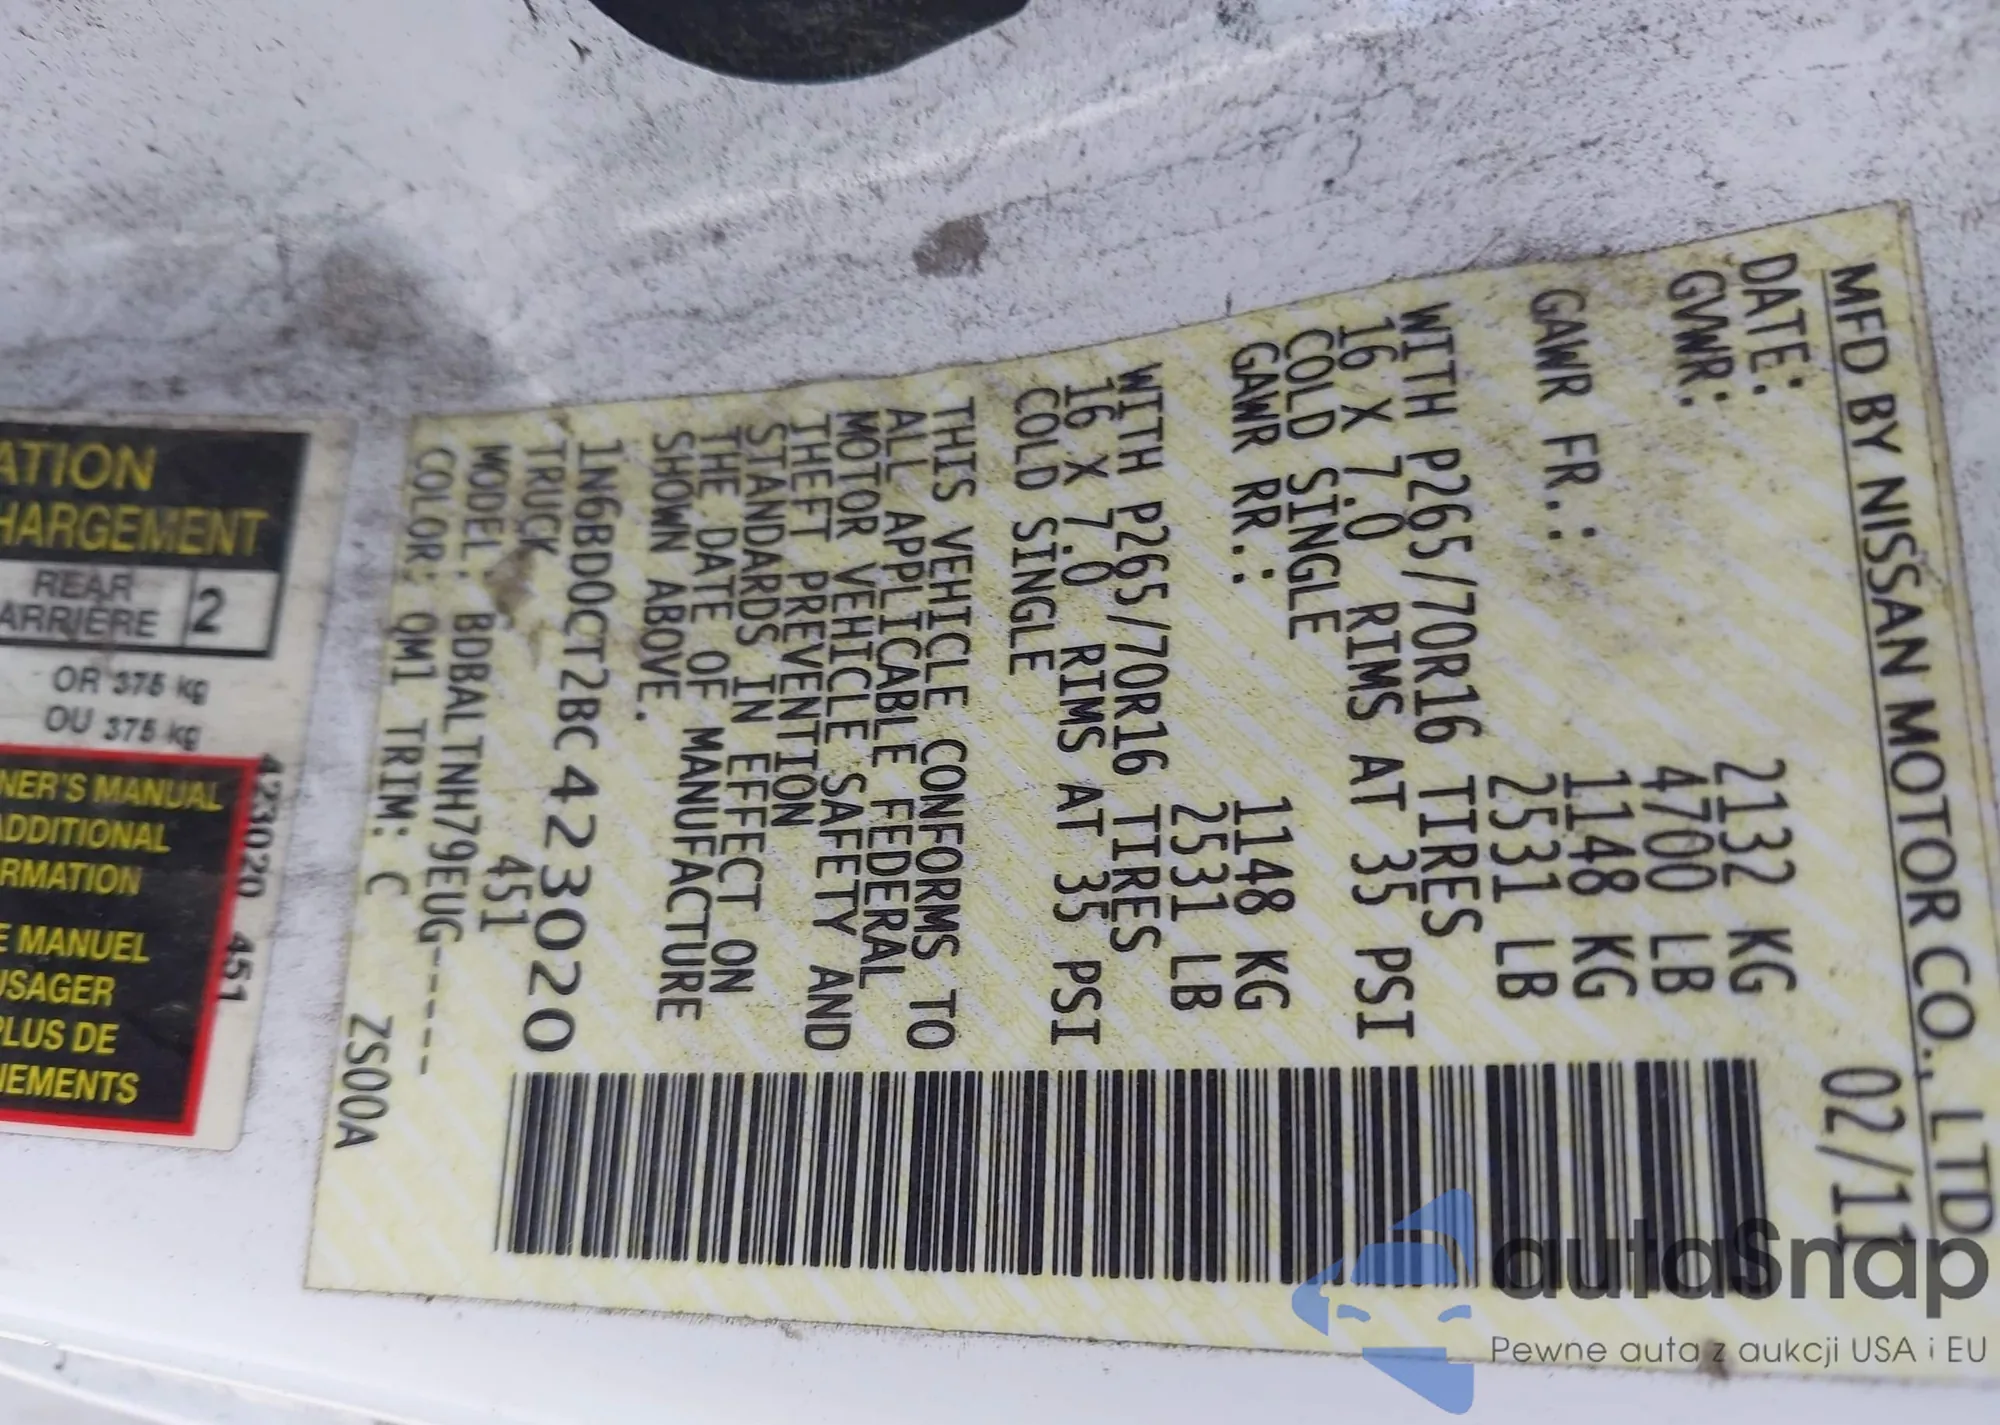 MFD BY NISSAN MOTOR CO., LTD
DATE: 02/11
GVWR: 2132 KG
4700 LB
GAWR FR.: 1148 KG
2531 LB
WITH P265/70R16 TIRES
16 X 7.0 RIMS AT 35 PSI
COLD SINGLE
GAWR RR.: 1148 KG
2531 LB
WITH P265/70R16 TIRES
16 X 7.0 RIMS AT 35 PSI
COLD SINGLE
THIS VEHICLE CONFORMS TO
ALL APPLICABLE FEDERAL
MOTOR VEHICLE SAFETY AND
THEFT PREVENTION
STANDARDS IN EFFECT ON
THE DATE OF MANUFACTURE
SHOWN ABOVE.
1N6BD0CT2BC423020
TRUCK 451
MODEL: BDBALTNH79EUG-----
COLOR: QM1 TRIM: C ZS00A
ATION
HARGEMENT
REAR
ARRIÈRE 2
OR 375 kg
OU 375 kg
NER'S MANUAL
ADDITIONAL
RMATION
E MANUEL
USAGER
PLUS DE
NEMENTS
423020 451
autaSnap
Pewne auta z aukcji USA i EU